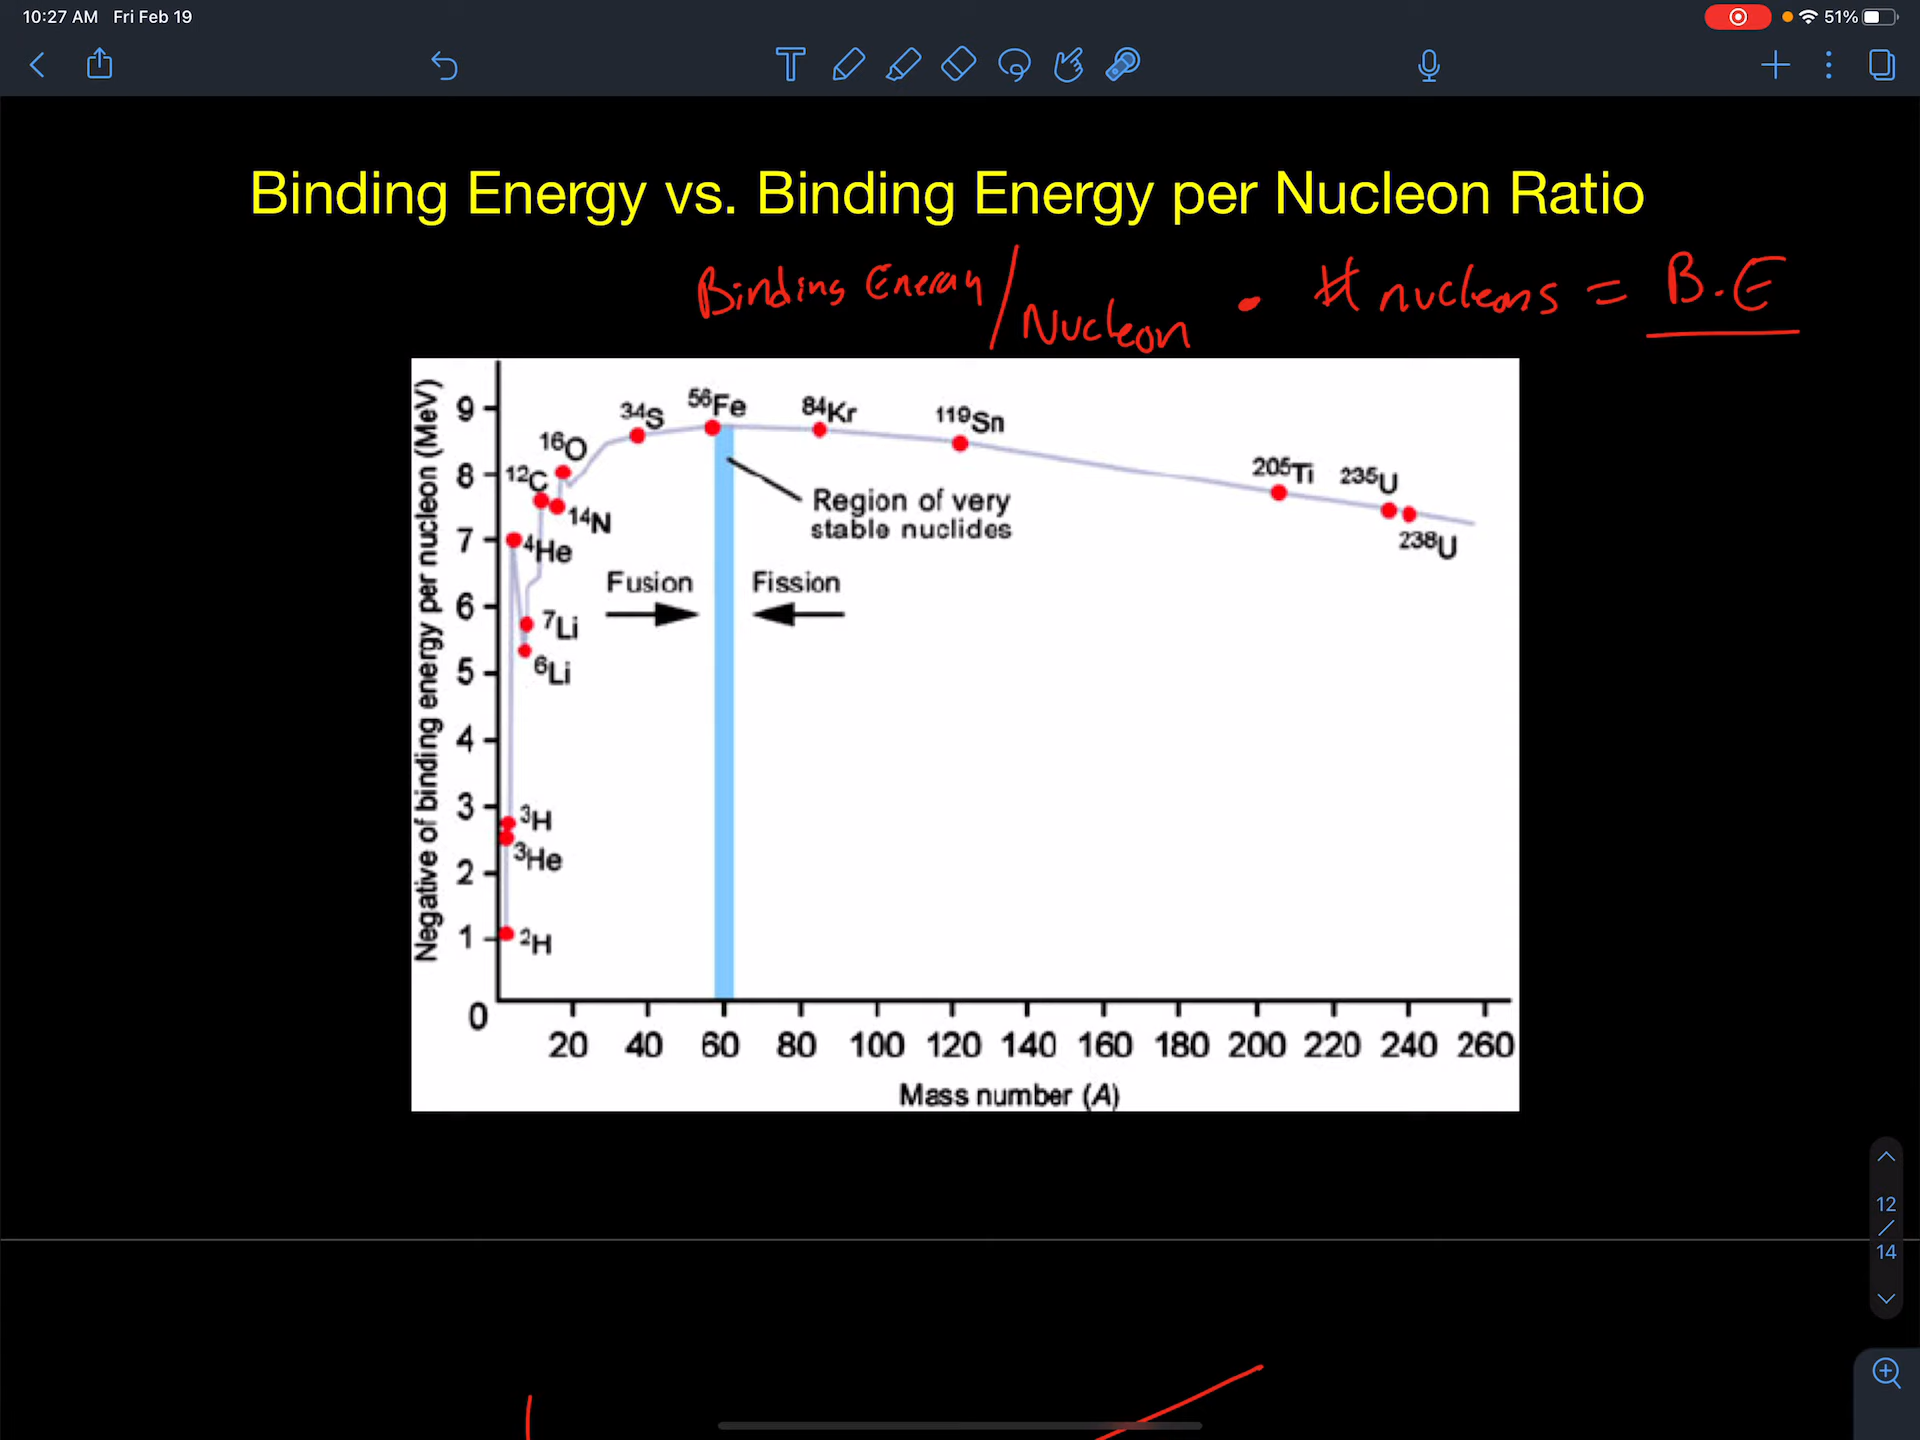 10:27 AM Fri Feb 19
51%
Binding Energy vs. Binding Energy per Nucleon Ratio
Binding Energy/Nucleon • # nucleons = B.E
Negative of binding energy per nucleon (MeV)
9
8
7
6
5
4
3
2
1
0
³⁴S
⁵⁶Fe
⁸⁴Kr
¹¹⁹Sn
¹⁶O
¹²C
¹⁴N
²⁰⁵Ti
²³⁵U
²³⁸U
Region of very
stable nuclides
⁴He
Fusion
Fission
⁷Li
⁶Li
³H
³He
²H
20 40 60 80 100 120 140 160 180 200 220 240 260
Mass number (A)
12
/
14